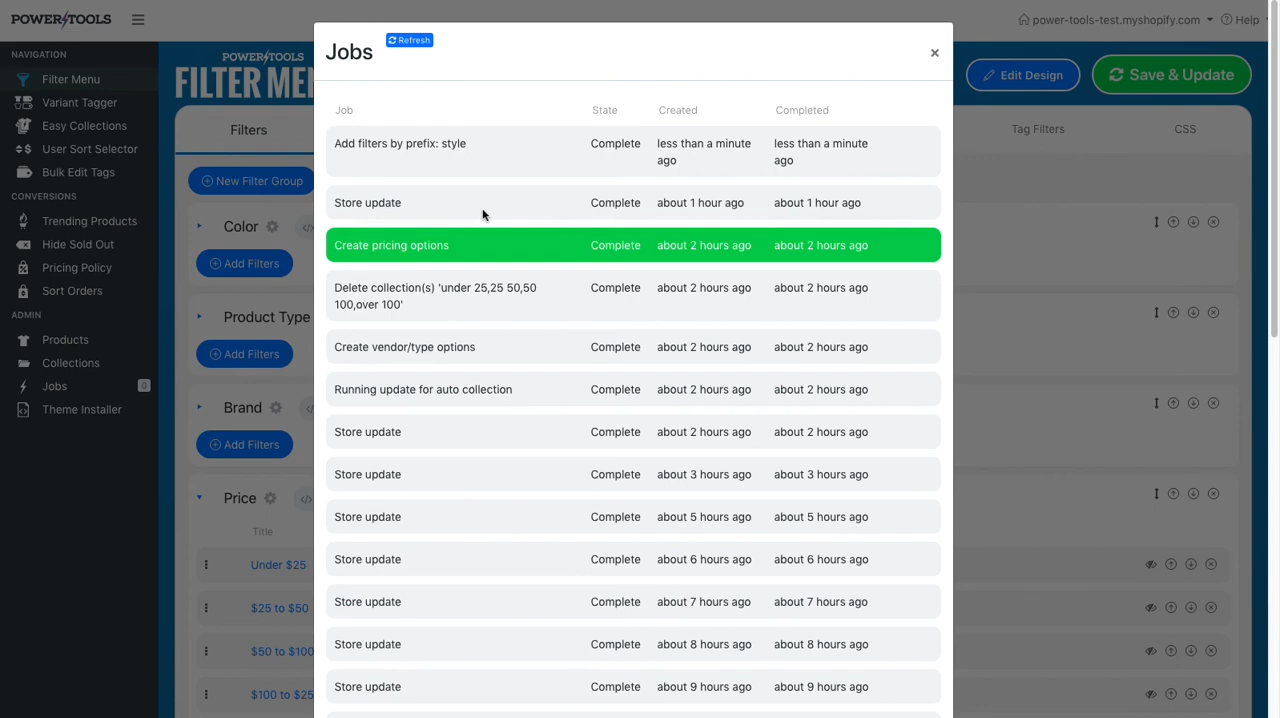 POWER TOOLS
power-tools-test.myshopify.com
Help
NAVIGATION
Filter Menu
Variant Tagger
Easy Collections
User Sort Selector
Bulk Edit Tags
CONVERSIONS
Trending Products
Hide Sold Out
Pricing Policy
Sort Orders
ADMIN
Products
Collections
Jobs 0
Theme Installer
POWER TOOLS
FILTER ME
Edit Design
Save & Update
Filters
Tag Filters
CSS
New Filter Group
Color
Add Filters
Product Type
Add Filters
Brand
Add Filters
Price
Title
Under $25
$25 to $50
$50 to $100
$100 to $25
Jobs
Refresh
×
Job State Created Completed
Add filters by prefix: style Complete less than a minute ago less than a minute ago
Store update Complete about 1 hour ago about 1 hour ago
Create pricing options Complete about 2 hours ago about 2 hours ago
Delete collection(s) 'under 25,25 50,50 100,over 100' Complete about 2 hours ago about 2 hours ago
Create vendor/type options Complete about 2 hours ago about 2 hours ago
Running update for auto collection Complete about 2 hours ago about 2 hours ago
Store update Complete about 2 hours ago about 2 hours ago
Store update Complete about 3 hours ago about 3 hours ago
Store update Complete about 5 hours ago about 5 hours ago
Store update Complete about 6 hours ago about 6 hours ago
Store update Complete about 7 hours ago about 7 hours ago
Store update Complete about 8 hours ago about 8 hours ago
Store update Complete about 9 hours ago about 9 hours ago